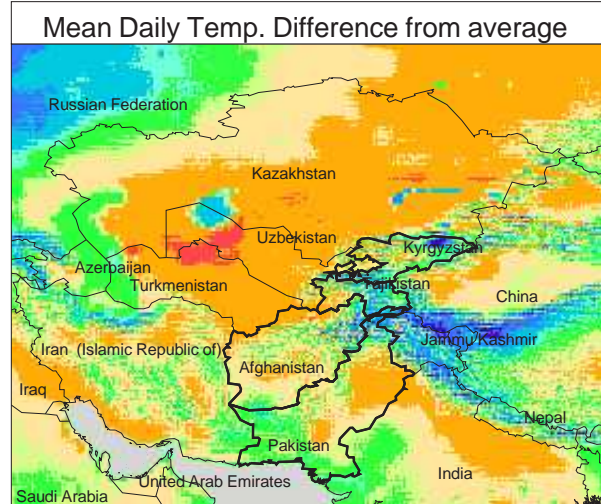 Mean Daily Temp. Difference from average
Russian Federation
Kazakhstan
Uzbekistan
Kyrgyzstan
Azerbaijan
Turkmenistan
Tajikistan
China
Iran (Islamic Republic of)
Jammu Kashmir
Afghanistan
Iraq
Nepal
Pakistan
India
United Arab Emirates
Saudi Arabia